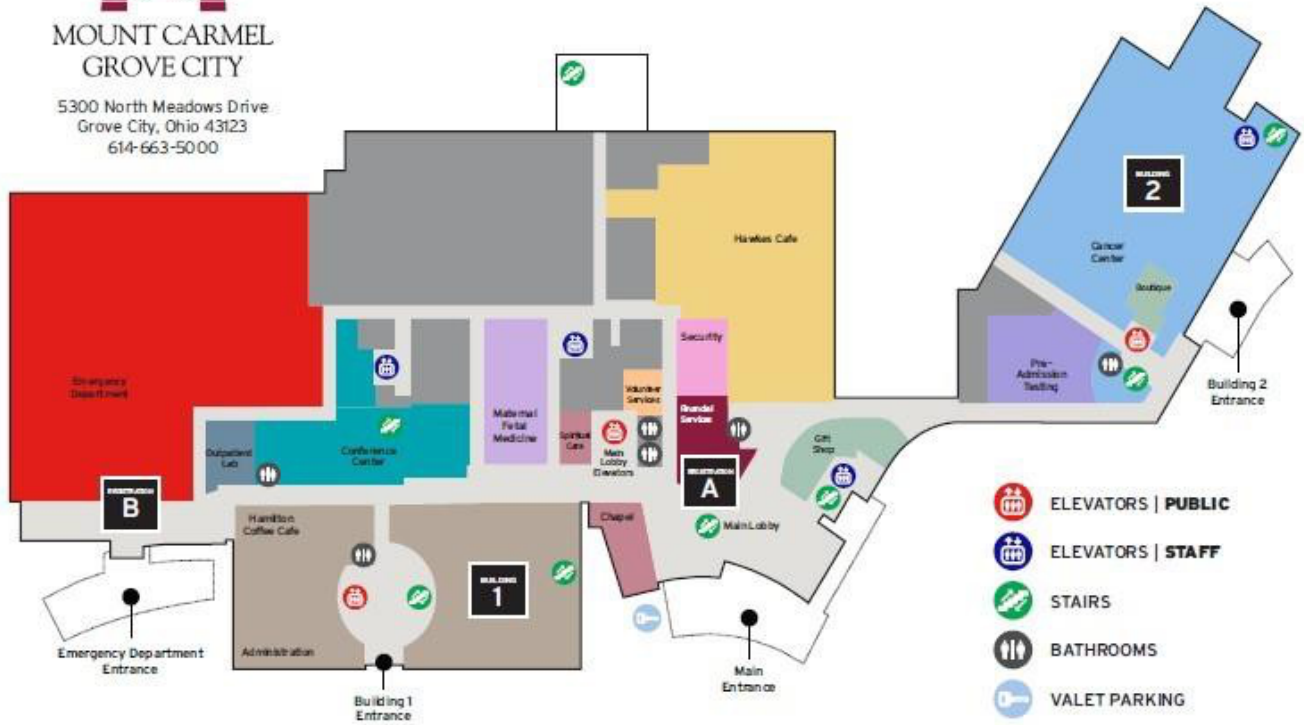 MOUNT CARMEL
GROVE CITY
5300 North Meadows Drive
Grove City, Ohio 43123
614-663-5000
BUILDING
2
Hawkes Cafe
Cancer
Center
Boutique
Security
Emergency
Department
Pre-
Admission
Testing
Building 2
Entrance
Volunteer
Services
Maternal
Fetal
Medicine
Financial
Services
Spiritual
Care
Main
Lobby
Elevators
Gift
Shop
Outpatient
Lab
Conference
Center
REGISTRATION
A
REGISTRATION
B
Hamilton
Coffee Cafe
Chapel
Main Lobby
BUILDING
1
Administration
Emergency Department
Entrance
Building 1
Entrance
Main
Entrance
ELEVATORS | PUBLIC
ELEVATORS | STAFF
STAIRS
BATHROOMS
VALET PARKING